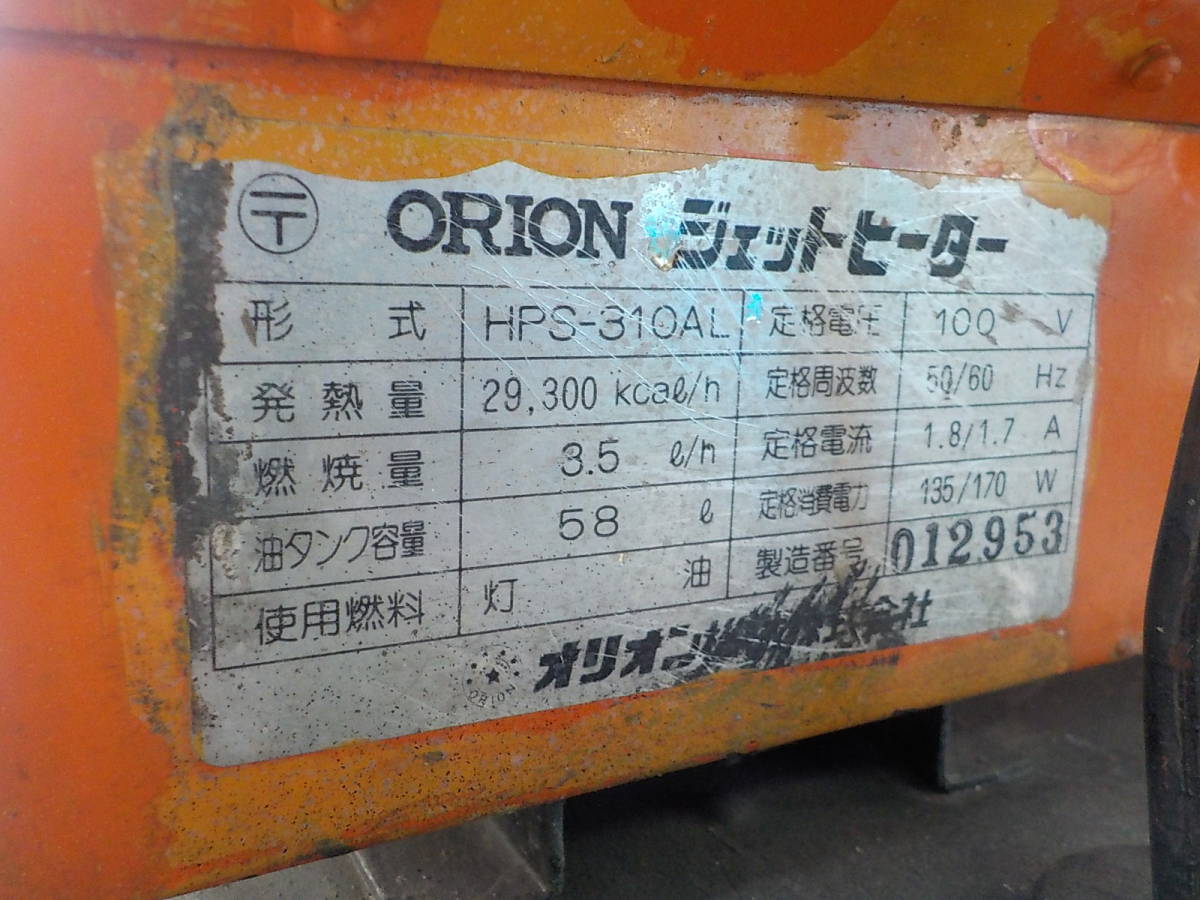 〒 ORION ジェットヒーター
形式 HPS-310AL 定格電圧 100 V
発熱量 29,300 kcaℓ/h 定格周波数 50/60 Hz
燃焼量 3.5 ℓ/h 定格電流 1.8/1.7 A
油タンク容量 58 ℓ 定格消費電力 135/170 W
使用燃料 灯油 製造番号 012953
ORION オリオン 式会社